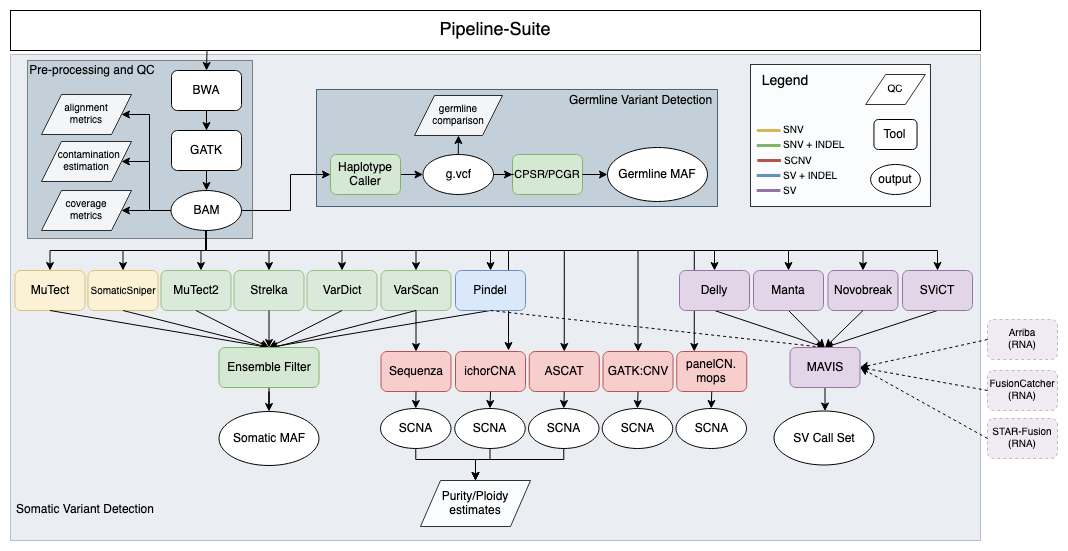 Pipeline-Suite
Pre-processing and QC
BWA
alignment
metrics
GATK
contamination
estimation
coverage
metrics
BAM
Germline Variant Detection
germline
comparison
Haplotype
Caller
g.vcf
CPSR/PCGR
Germline MAF
Legend
QC
SNV
SNV + INDEL
SCNV
SV + INDEL
SV
Tool
output
MuTect
SomaticSniper
MuTect2
Strelka
VarDict
VarScan
Pindel
Delly
Manta
Novobreak
SViCT
Ensemble Filter
Sequenza
ichorCNA
ASCAT
GATK:CNV
panelCN.
mops
MAVIS
Arriba
(RNA)
FusionCatcher
(RNA)
STAR-Fusion
(RNA)
Somatic MAF
SCNA
SCNA
SCNA
SCNA
SCNA
SV Call Set
Purity/Ploidy
estimates
Somatic Variant Detection